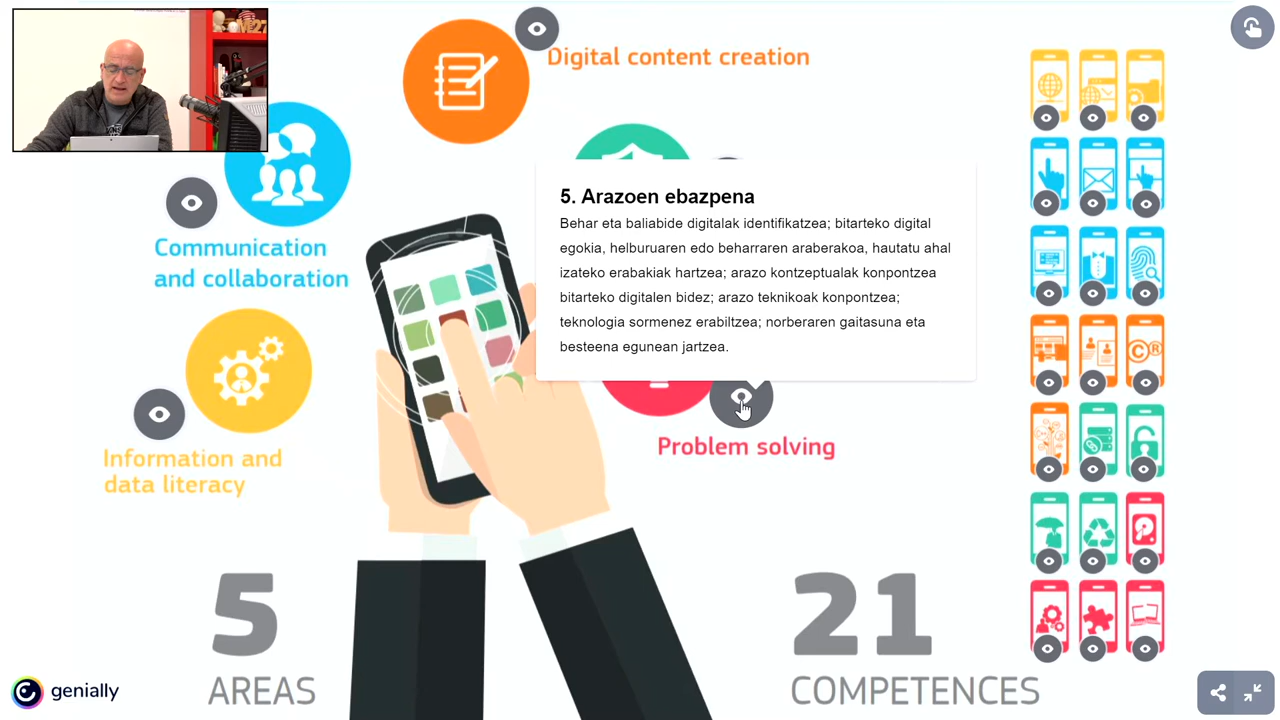 Digital content creation
Communication
and collaboration
5. Arazoen ebazpena
Behar eta baliabide digitalak identifikatzea; bitarteko digital
egokia, helburuaren edo beharraren araberakoa, hautatu ahal
izateko erabakiak hartzea; arazo kontzeptualak konpontzea
bitarteko digitalen bidez; arazo teknikoak konpontzea;
teknologia sormenez erabiltzea; norberaren gaitasuna eta
besteena egunean jartzea.
Information and
data literacy
Problem solving
5
AREAS
21
COMPETENCES
genially